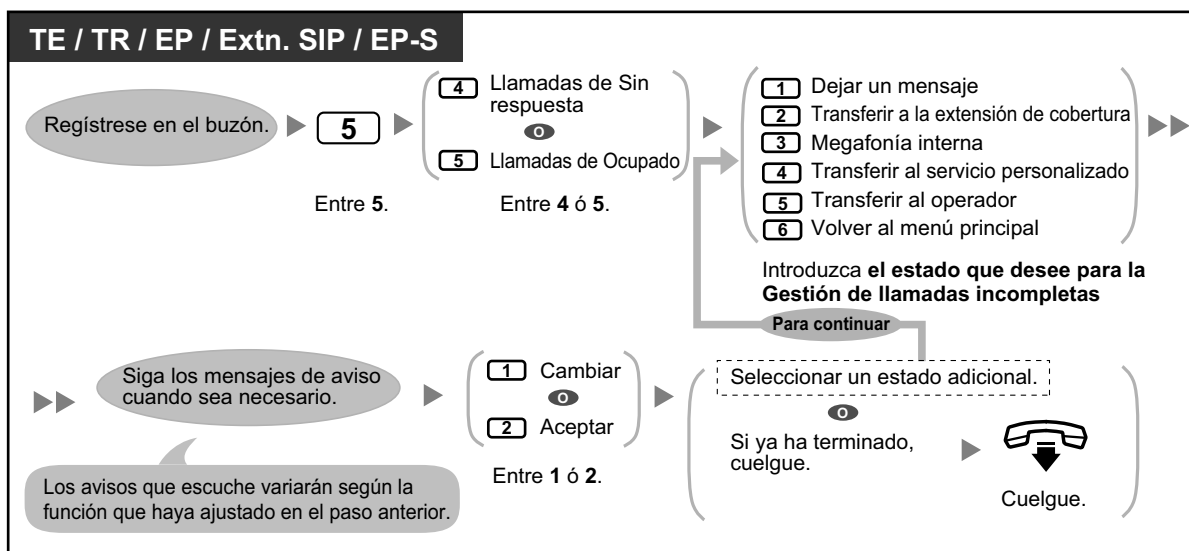 TE / TR / EP / Extn. SIP / EP-S
Regístrese en el buzón.
5
Entre 5.
4 Llamadas de Sin
respuesta
o
5 Llamadas de Ocupado
Entre 4 ó 5.
1 Dejar un mensaje
2 Transferir a la extensión de cobertura
3 Megafonía interna
4 Transferir al servicio personalizado
5 Transferir al operador
6 Volver al menú principal
Introduzca el estado que desee para la
Gestión de llamadas incompletas
Para continuar
Siga los mensajes de aviso
cuando sea necesario.
Los avisos que escuche variarán según la
función que haya ajustado en el paso anterior.
1 Cambiar
o
2 Aceptar
Entre 1 ó 2.
Seleccionar un estado adicional.
o
Si ya ha terminado,
cuelgue.
Cuelgue.